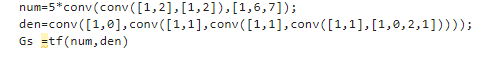 num=5*conv(conv([1,2],[1,2]),[1,6,7]);
den=conv([1,0],conv([1,1],conv([1,1],conv([1,1],[1,0,2,1]))));
Gs =tf(num,den)